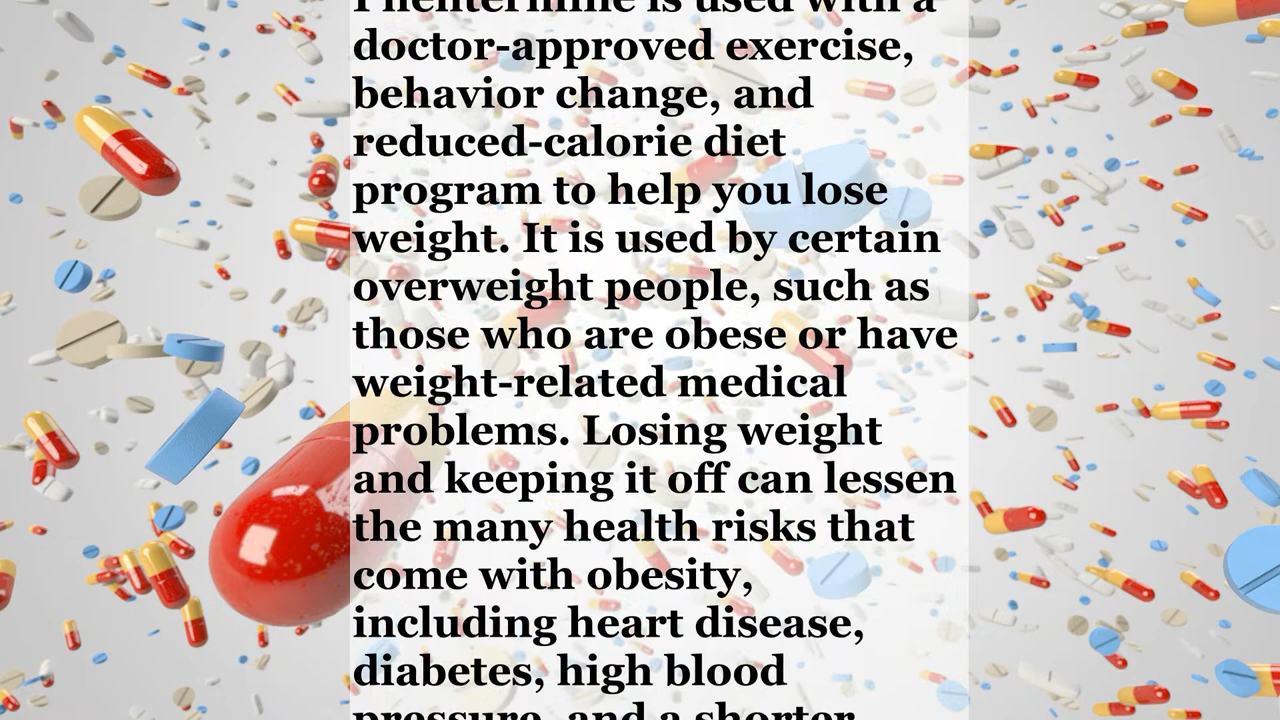 Phentermine is used with a
doctor-approved exercise,
behavior change, and
reduced-calorie diet
program to help you lose
weight. It is used by certain
overweight people, such as
those who are obese or have
weight-related medical
problems. Losing weight
and keeping it off can lessen
the many health risks that
come with obesity,
including heart disease,
diabetes, high blood
pressure, and a shorter